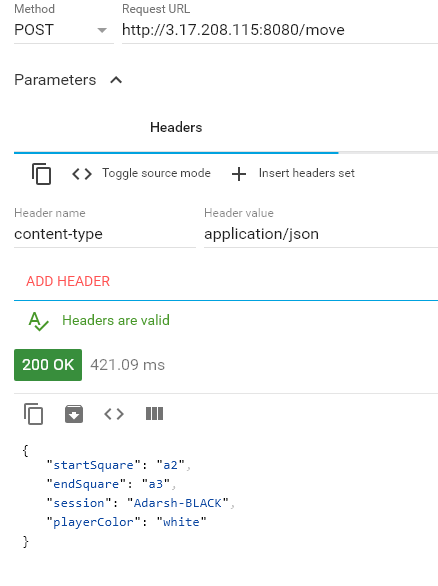 Method Request URL
POST http://3.17.208.115:8080/move
Parameters
Headers
Toggle source mode Insert headers set
Header name Header value
content-type application/json
ADD HEADER
A Headers are valid
200 OK 421.09 ms
{
"startSquare": "a2",
"endSquare": "a3",
"session": "Adarsh-BLACK",
"playerColor": "white"
}